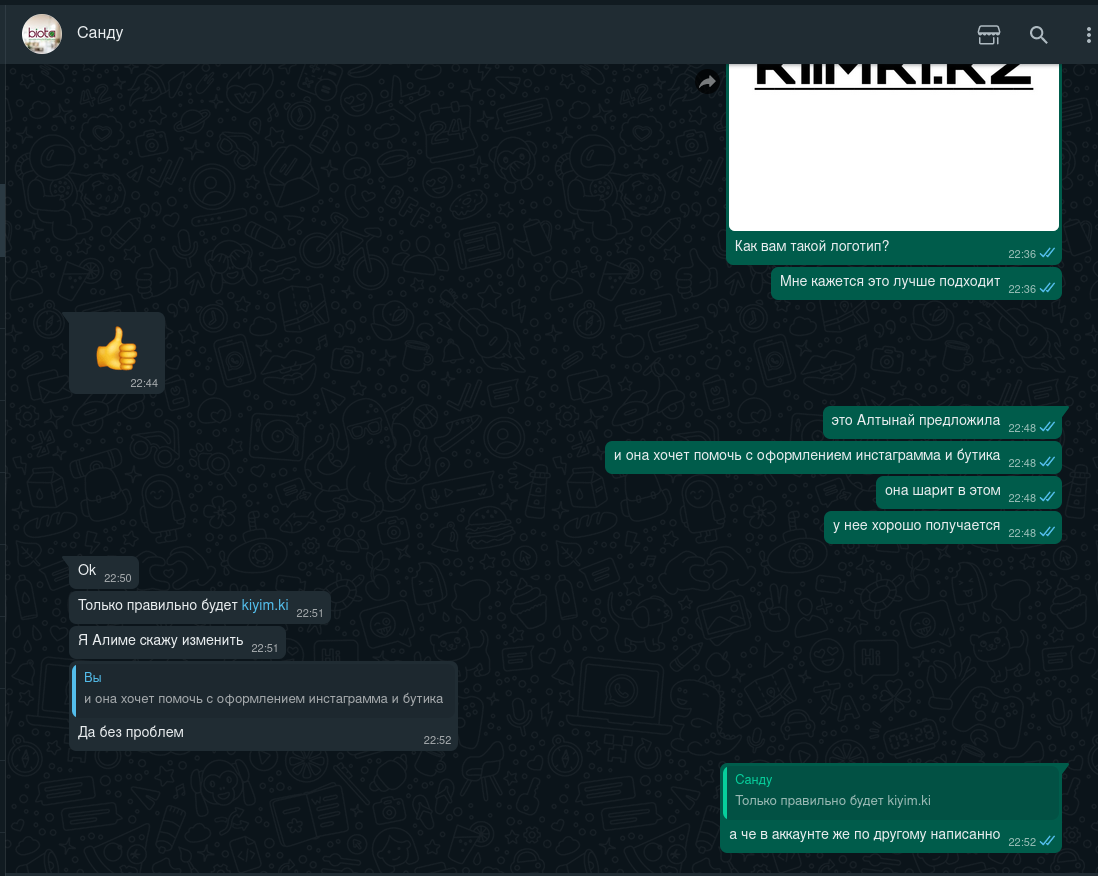 biota
Санду
KIIMKI.KZ
Как вам такой логотип?
22:36
Мне кажется это лучше подходит
22:36
22:44
это Алтынай предложила
22:48
и она хочет помочь с оформлением инстаграмма и бутика
22:48
она шарит в этом
22:48
у нее хорошо получается
22:48
Ok
22:50
Только правильно будет kiyim.ki
22:51
Я Алиме скажу изменить
22:51
Вы
и она хочет помочь с оформлением инстаграмма и бутика
Да без проблем
22:52
Санду
Только правильно будет kiyim.ki
а че в аккаунте же по другому написанно
22:52